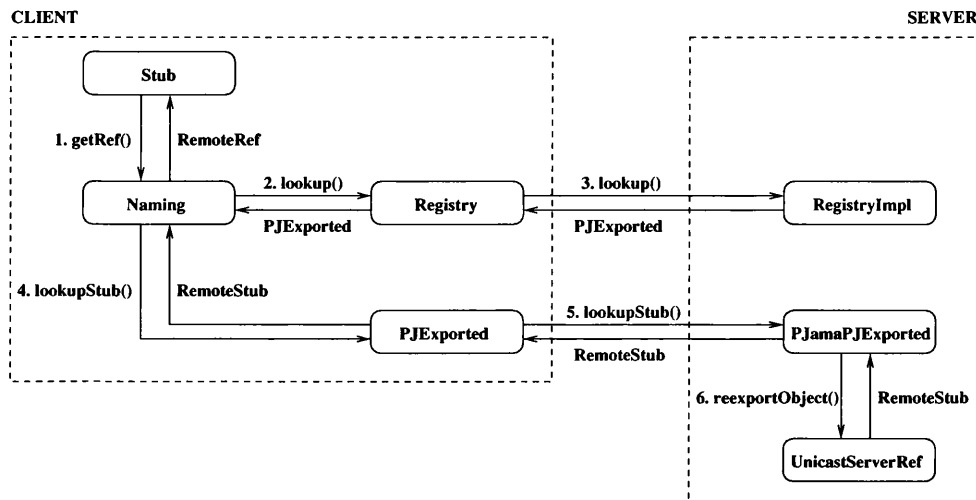 CLIENT
SERVER
Stub
1. getRef()
RemoteRef
2. lookup()
3. lookup()
Naming
Registry
RegistryImpl
PJExported
PJExported
4. lookupStub()
RemoteStub
5. lookupStub()
PJExported
PJamaPJExported
RemoteStub
6. reexportObject()
RemoteStub
UnicastServerRef